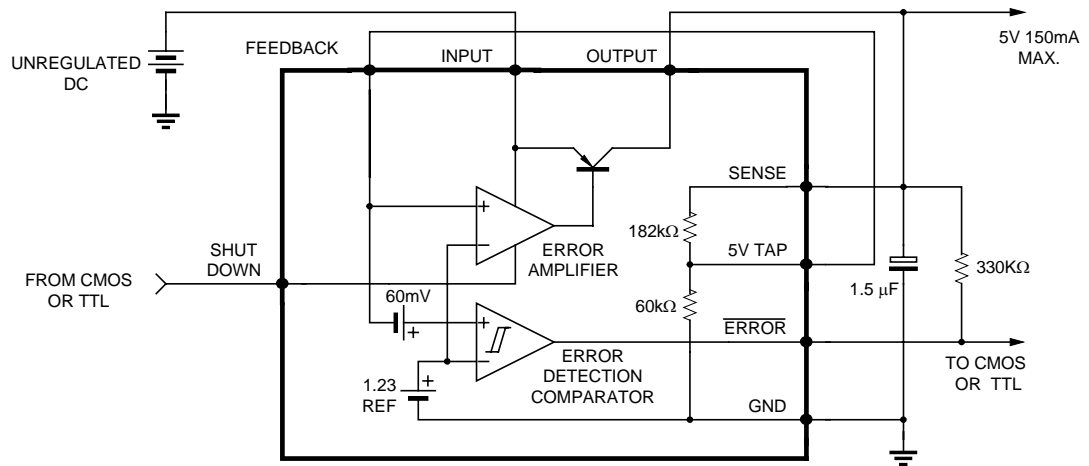 UNREGULATED
DC
FEEDBACK
INPUT
OUTPUT
5V 150mA
MAX.
SENSE
182kΩ
5V TAP
60kΩ
ERROR
AMPLIFIER
SHUT
DOWN
FROM CMOS
OR TTL
60mV
+
+
−
+
−
+
1.23
REF
ERROR
DETECTION
COMPARATOR
ERROR
GND
1.5 µF
330KΩ
TO CMOS
OR TTL